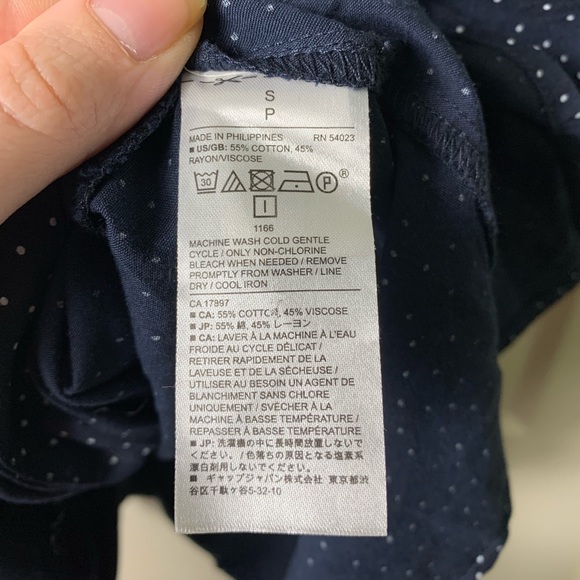 S
P
MADE IN PHILIPPINES RN 54023
■ US/GB: 55% COTTON, 45%
RAYON/VISCOSE
30 P ®
I
1166
MACHINE WASH COLD GENTLE
CYCLE / ONLY NON-CHLORINE
BLEACH WHEN NEEDED / REMOVE
PROMPTLY FROM WASHER / LINE
DRY / COOL IRON
CA 17897
■ CA: 55% COTTON, 45% VISCOSE
■ JP: 55% 綿, 45% レーヨン
■ CA: LAVER À LA MACHINE À L'EAU
FROIDE AU CYCLE DÉLICAT /
RETIRER RAPIDEMENT DE LA
LAVEUSE ET DE LA SÉCHEUSE /
UTILISER AU BESOIN UN AGENT DE
BLANCHIMENT SANS CHLORE
UNIQUEMENT / SVÉCHER À LA
MACHINE À BASSE TEMPÉRATURE /
REPASSER À BASSE TEMPÉRATURE
■ JP: 洗濯機の中に長時間放置しないで
ください。/ 色落ちの原因となる塩素系
漂白剤使用しないでください。
■ ギャップジャパン株式会社 東京都渋
谷区千駄ヶ谷5-32-10